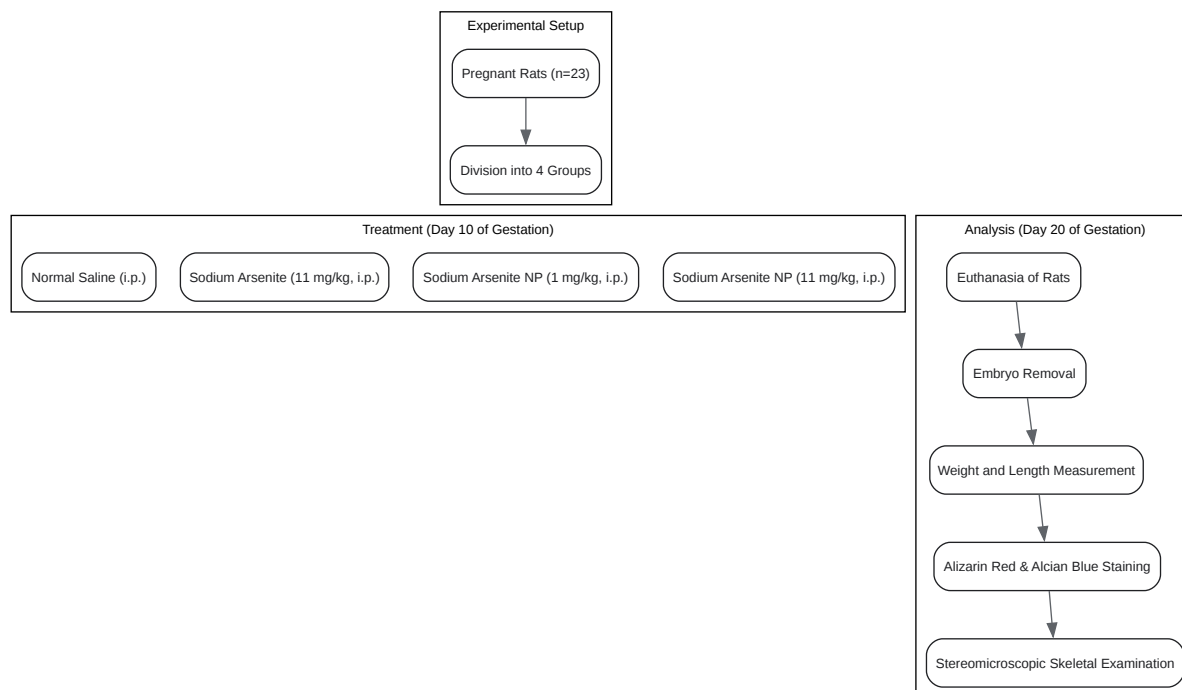 Experimental Setup
Pregnant Rats (n=23)
Division into 4 Groups
Treatment (Day 10 of Gestation)
Normal Saline (i.p.)
Sodium Arsenite (11 mg/kg, i.p.)
Sodium Arsenite NP (1 mg/kg, i.p.)
Sodium Arsenite NP (11 mg/kg, i.p.)
Analysis (Day 20 of Gestation)
Euthanasia of Rats
Embryo Removal
Weight and Length Measurement
Alizarin Red & Alcian Blue Staining
Stereomicroscopic Skeletal Examination